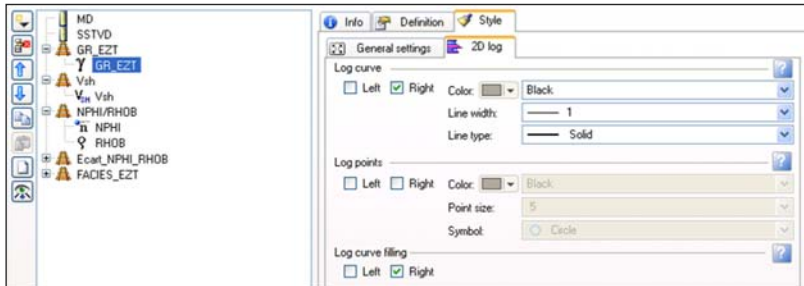 MD
SSTVD
GR_EZT
GR_EZT
Vsh
Vsh
NPHI/RHOB
NPHI
RHOB
Ecart_NPHI_RHOB
FACIES_EZT
Info Definition Style
General settings 2D log
Log curve
Left Right Color: Black
Line width: 1
Line type: Solid
Log points
Left Right Color: Black
Point size: 5
Symbol: Circle
Log curve filling
Left Right